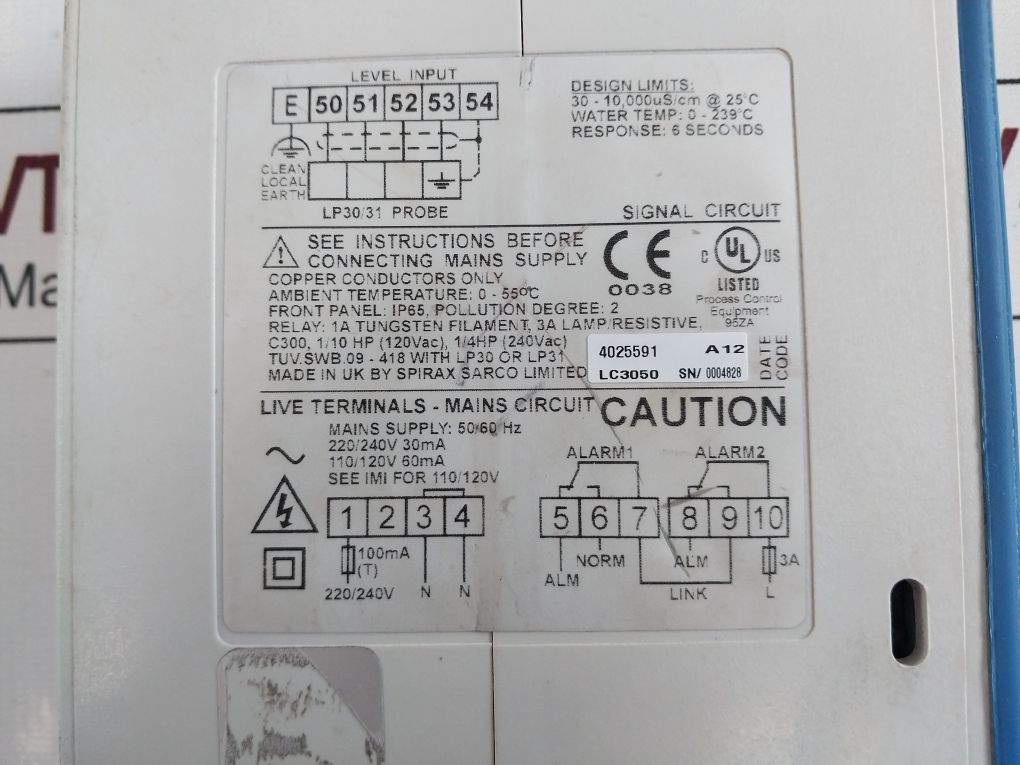 LEVEL INPUT
E 50 51 52 53 54
CLEAN
LOCAL
EARTH
LP30/31 PROBE
DESIGN LIMITS:
30 - 10,000uS/cm @ 25°C
WATER TEMP: 0 - 239°C
RESPONSE: 6 SECONDS
SIGNAL CIRCUIT
SEE INSTRUCTIONS BEFORE
CONNECTING MAINS SUPPLY
COPPER CONDUCTORS ONLY
AMBIENT TEMPERATURE: 0 - 55°C
FRONT PANEL: IP65, POLLUTION DEGREE: 2
RELAY: 1A TUNGSTEN FILAMENT, 3A LAMP/RESISTIVE,
C300, 1/10 HP (120Vac), 1/4HP (240Vac)
TUV.SWB.09 - 418 WITH LP30 OR LP31
MADE IN UK BY SPIRAX SARCO LIMITED
CE
0038
C UL US
LISTED
Process Control
Equipment
95ZA
4025591 A12
LC3050 SN/ 0004828
DATE
CODE
LIVE TERMINALS - MAINS CIRCUIT
CAUTION
MAINS SUPPLY: 50/60 Hz
220/240V 30mA
110/120V 60mA
SEE IMI FOR 110/120V
1 2 3 4
100mA
(T)
220/240V N N
ALARM1 ALARM2
5 6 7 8 9 10
NORM ALM 3A
ALM
LINK L
Ma